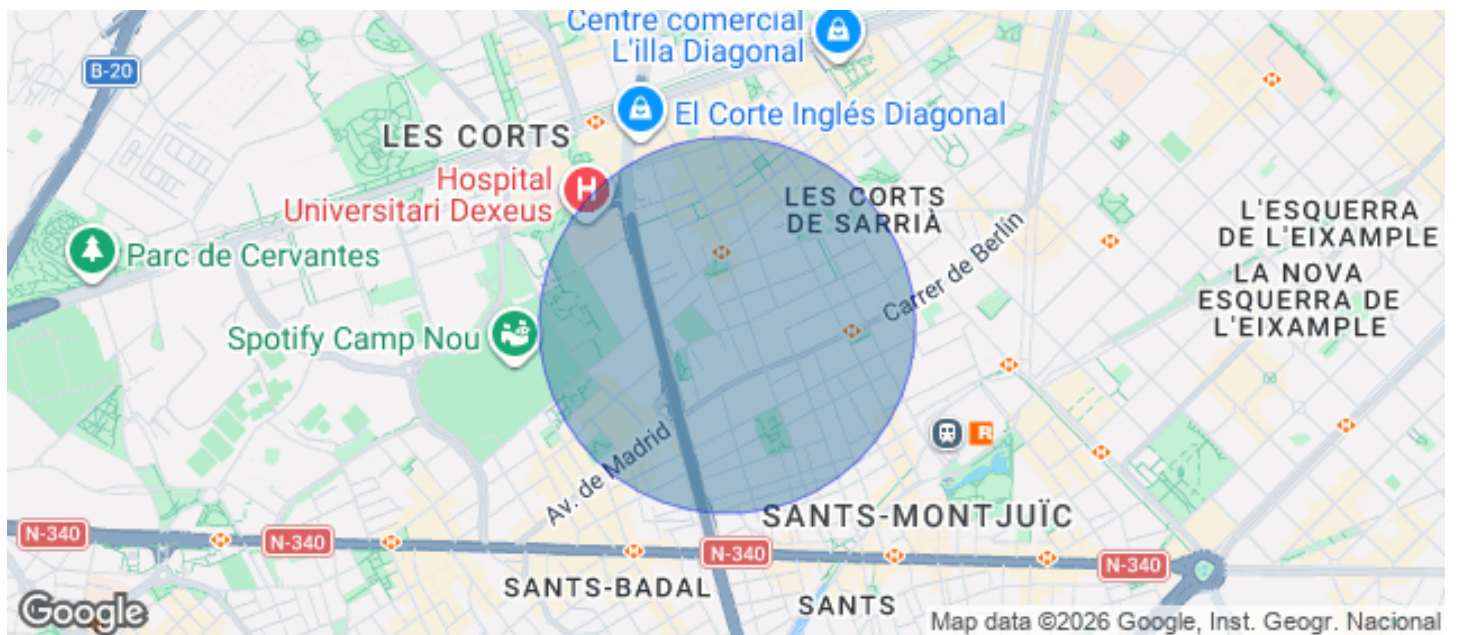 Centre comercial
L'illa Diagonal
B-20
El Corte Inglés Diagonal
LES CORTS
Hospital
Universitari Dexeus
H
LES CORTS
DE SARRIÀ
L'ESQUERRA
DE L'EIXAMPLE
Parc de Cervantes
Carrer de Berlín
LA NOVA
ESQUERRA DE
L'EIXAMPLE
Spotify Camp Nou
R
Av. de Madrid
SANTS-MONTJUÏC
N-340
N-340
N-340
N-340
SANTS-BADAL
SANTS
Google
Map data ©2026 Google, Inst. Geogr. Nacional